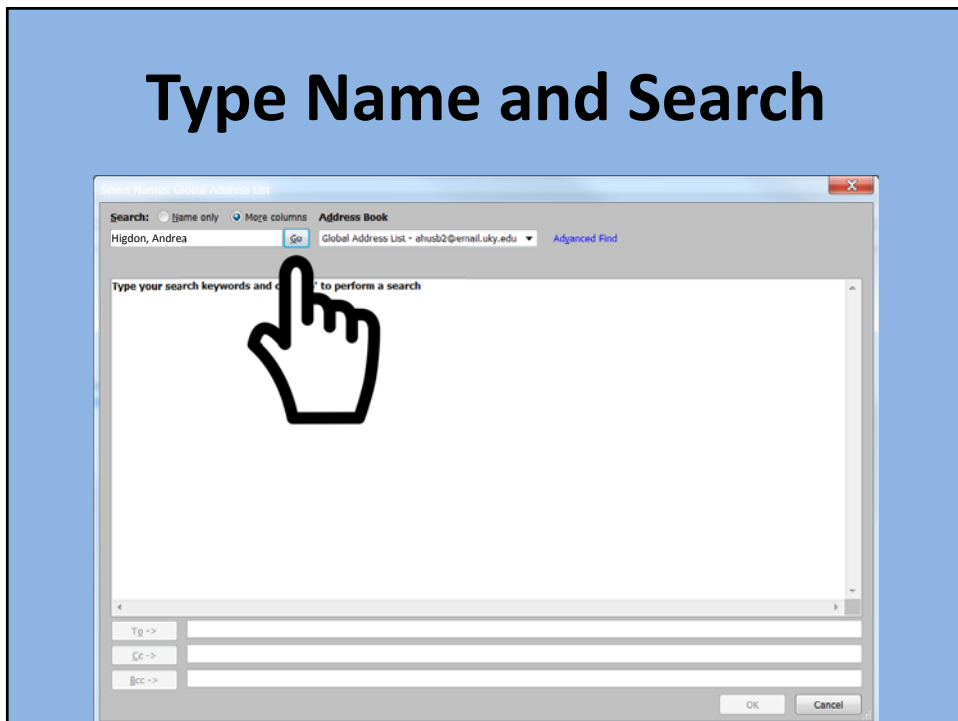 Type Name and Search
Select Names: Global Address List
Search: Name only More columns Address Book
Higdon, Andrea Go Global Address List - ahusb2@email.uky.edu Advanced Find
Type your search keywords and ' to perform a search
To ->
Cc ->
Bcc ->
OK Cancel